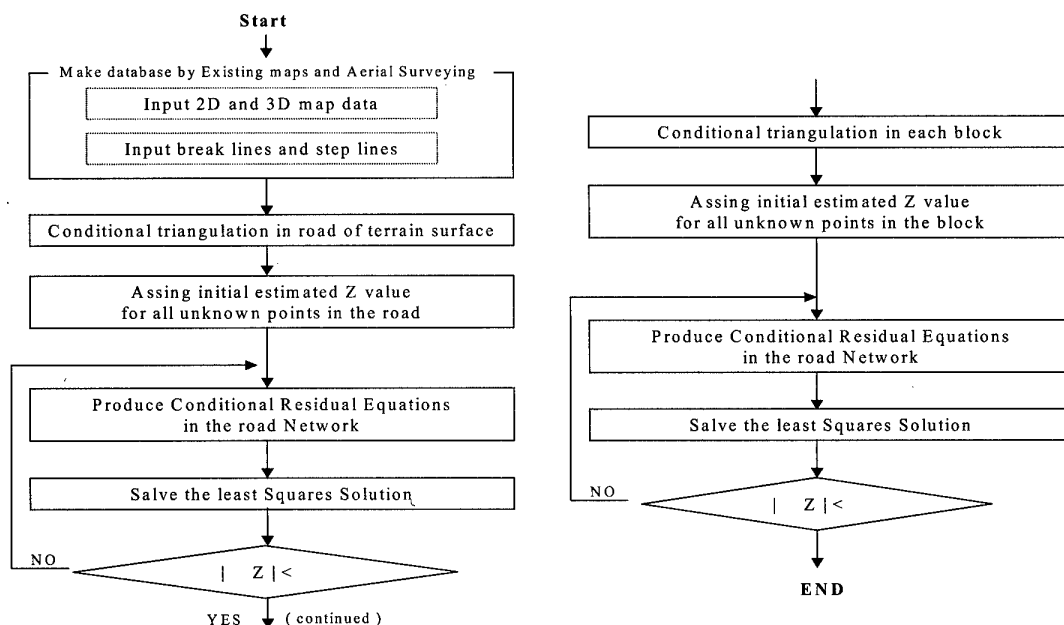 Start
Make database by Existing maps and Aerial Surveying
Input 2D and 3D map data
Input break lines and step lines
Conditional triangulation in road of terrain surface
Assing initial estimated Z value
for all unknown points in the road
Produce Conditional Residual Equations
in the road Network
Salve the least Squares Solution
NO
| Z |<
YES (continued)
Conditional triangulation in each block
Assing initial estimated Z value
for all unknown points in the block
Produce Conditional Residual Equations
in the road Network
Salve the least Squares Solution
NO
| Z |<
END